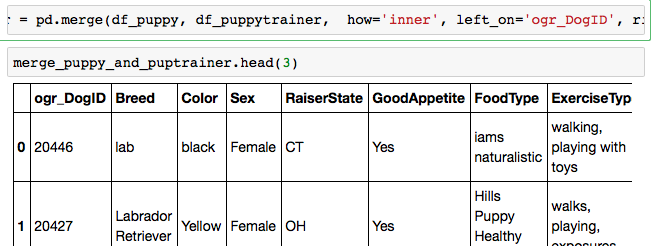 = pd.merge(df_puppy, df_puppytrainer,  how='inner', left_on='ogr_DogID',
merge_puppy_and_puptrainer.head(3)
ogr_DogID Breed Color Sex RaiserState GoodAppetite FoodType ExerciseTyp
0 20446 lab black Female CT Yes iams naturalistic walking, playing with toys
1 20427 Labrador Retriever Yellow Female OH Yes Hills Puppy Healthy walks, playing, exposures